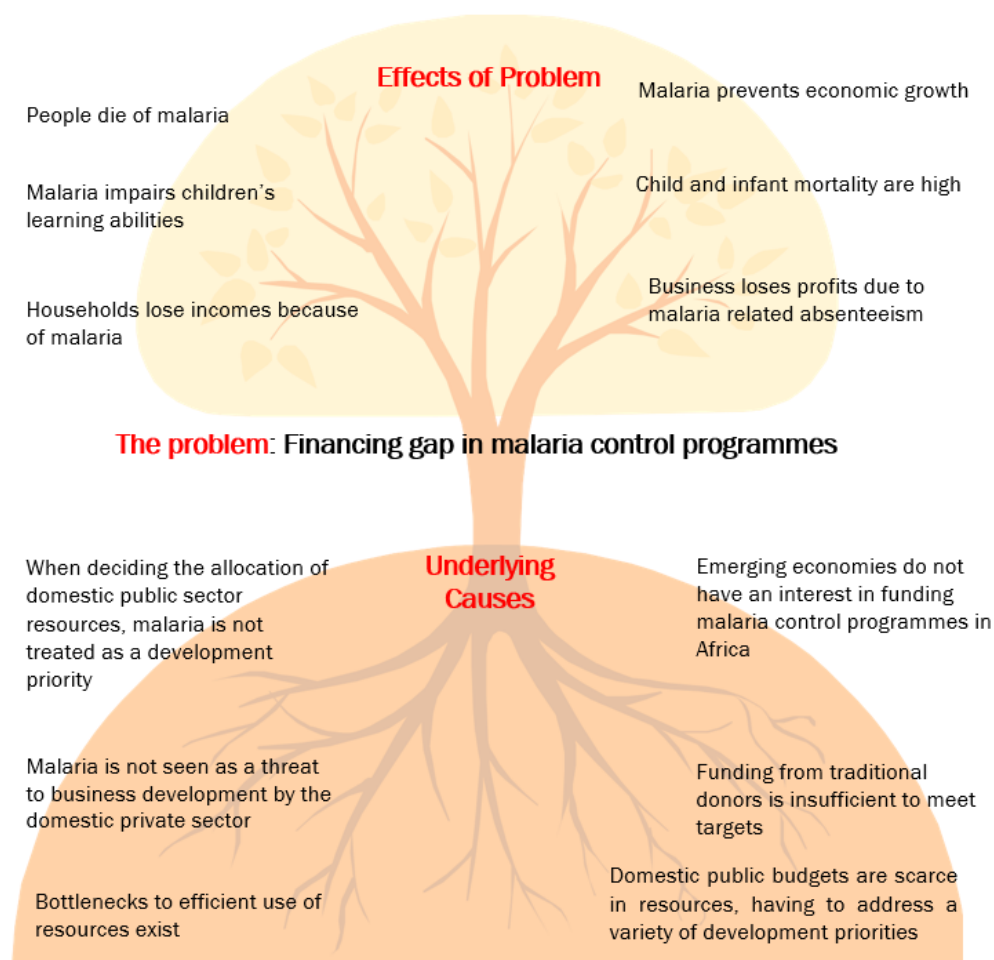 Effects of Problem
People die of malaria
Malaria impairs children's
learning abilities
Households lose incomes because
of malaria
Malaria prevents economic growth
Child and infant mortality are high
Business loses profits due to
malaria related absenteeism
The problem: Financing gap in malaria control programmes
Underlying
Causes
When deciding the allocation of
domestic public sector
resources, malaria is not
treated as a development
priority
Malaria is not seen as a threat
to business development by the
domestic private sector
Bottlenecks to efficient use of
resources exist
Emerging economies do not
have an interest in funding
malaria control programmes in
Africa
Funding from traditional
donors is insufficient to meet
targets
Domestic public budgets are scarce
in resources, having to address a
variety of development priorities